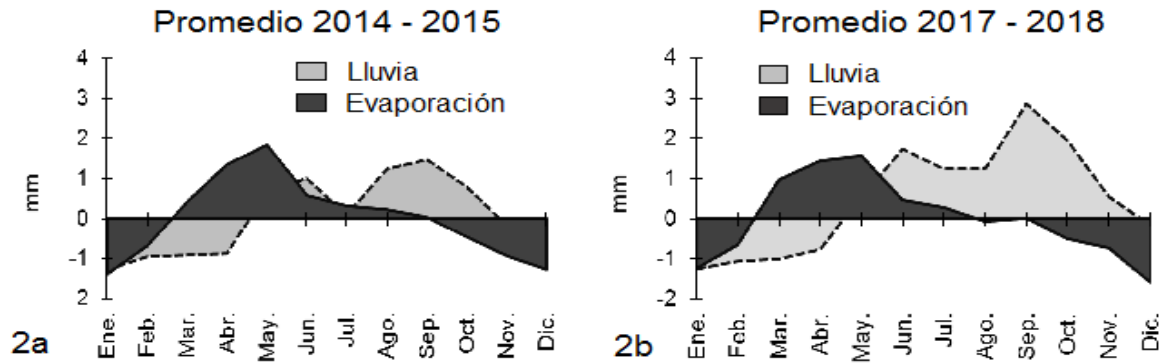 Promedio 2014 - 2015
4
3
2
1
0
-1
2
mm
Lluvia
Evaporación
Ene.
Feb.
Mar.
Abr.
May.
Jun.
Jul.
Ago.
Sep.
Oct.
Nov.
Dic.
2a
Promedio 2017 - 2018
4
3
2
1
0
-1
-2
mm
Lluvia
Evaporación
Ene.
Feb.
Mar.
Abr.
May.
Jun.
Jul.
Ago.
Sep.
Oct.
Nov.
Dic.
2b